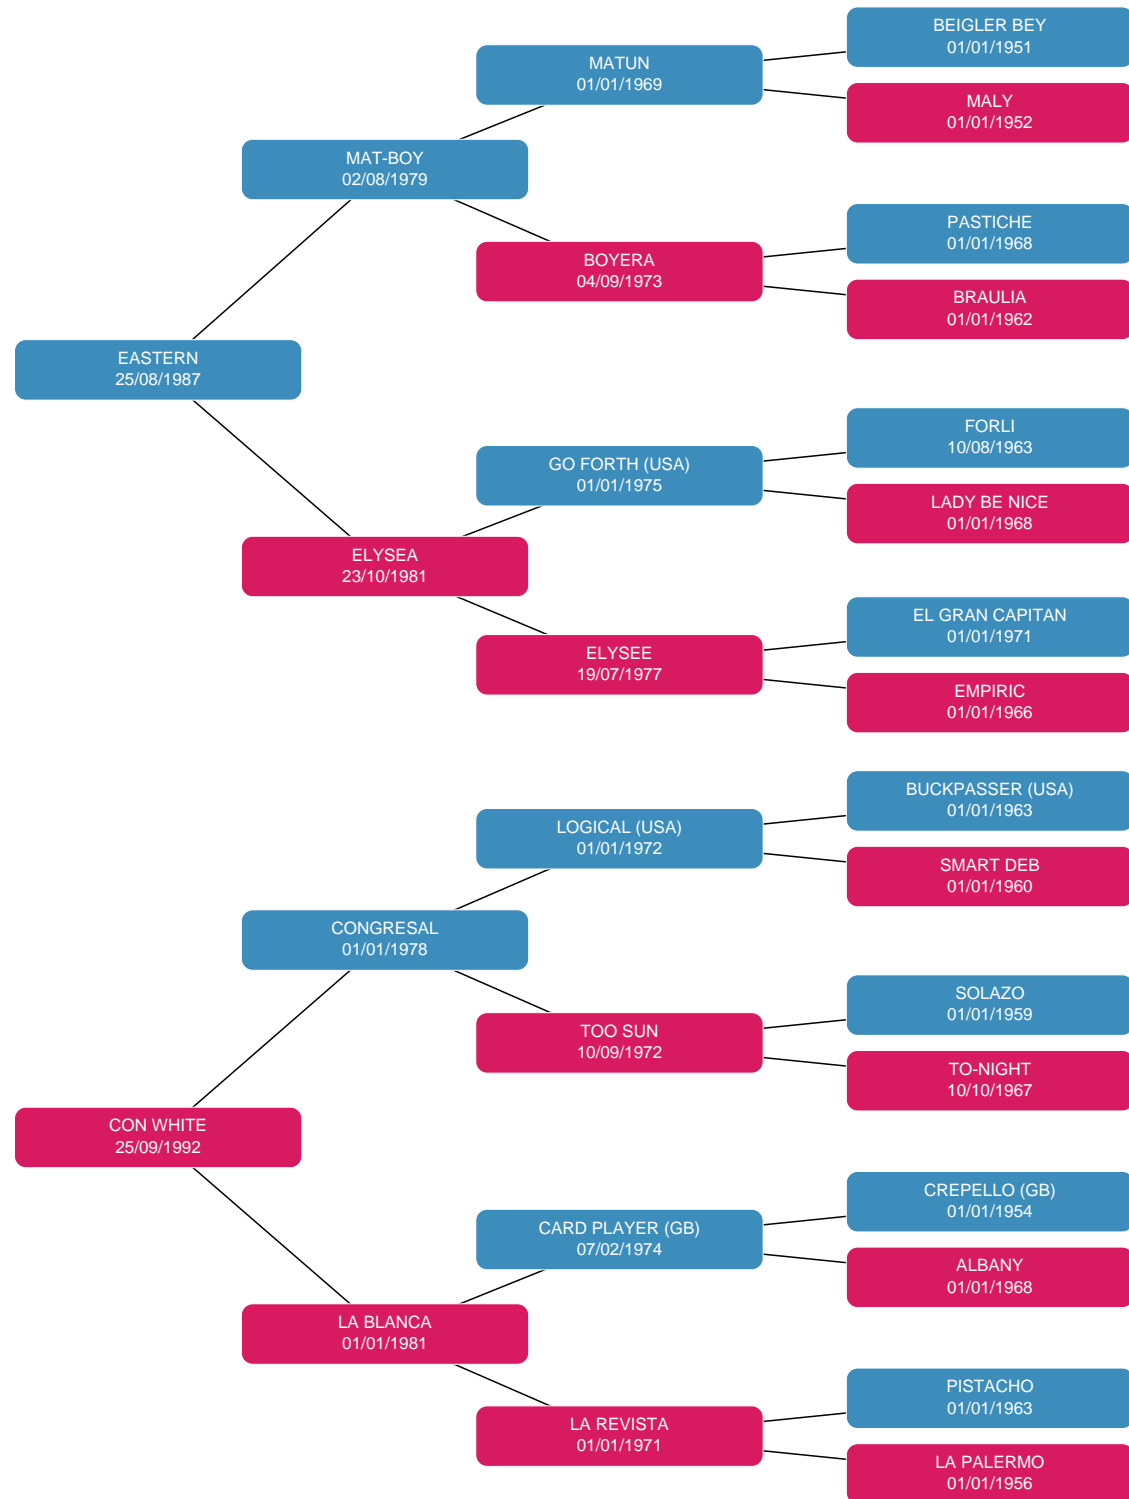 BEIGLER BEY
01/01/1951
MATUN
01/01/1969
MALY
01/01/1952
MAT-BOY
02/08/1979
PASTICHE
01/01/1968
BOYERA
04/09/1973
BRAULIA
01/01/1962
EASTERN
25/08/1987
FORLI
10/08/1963
GO FORTH (USA)
01/01/1975
LADY BE NICE
01/01/1968
ELYSEA
23/10/1981
EL GRAN CAPITAN
01/01/1971
ELYSEE
19/07/1977
EMPIRIC
01/01/1966
BUCKPASSER (USA)
01/01/1963
LOGICAL (USA)
01/01/1972
SMART DEB
01/01/1960
CONGRESAL
01/01/1978
SOLAZO
01/01/1959
TOO SUN
10/09/1972
TO-NIGHT
10/10/1967
CON WHITE
25/09/1992
CREPELLO (GB)
01/01/1954
CARD PLAYER (GB)
07/02/1974
ALBANY
01/01/1968
LA BLANCA
01/01/1981
PISTACHO
01/01/1963
LA REVISTA
01/01/1971
LA PALERMO
01/01/1956